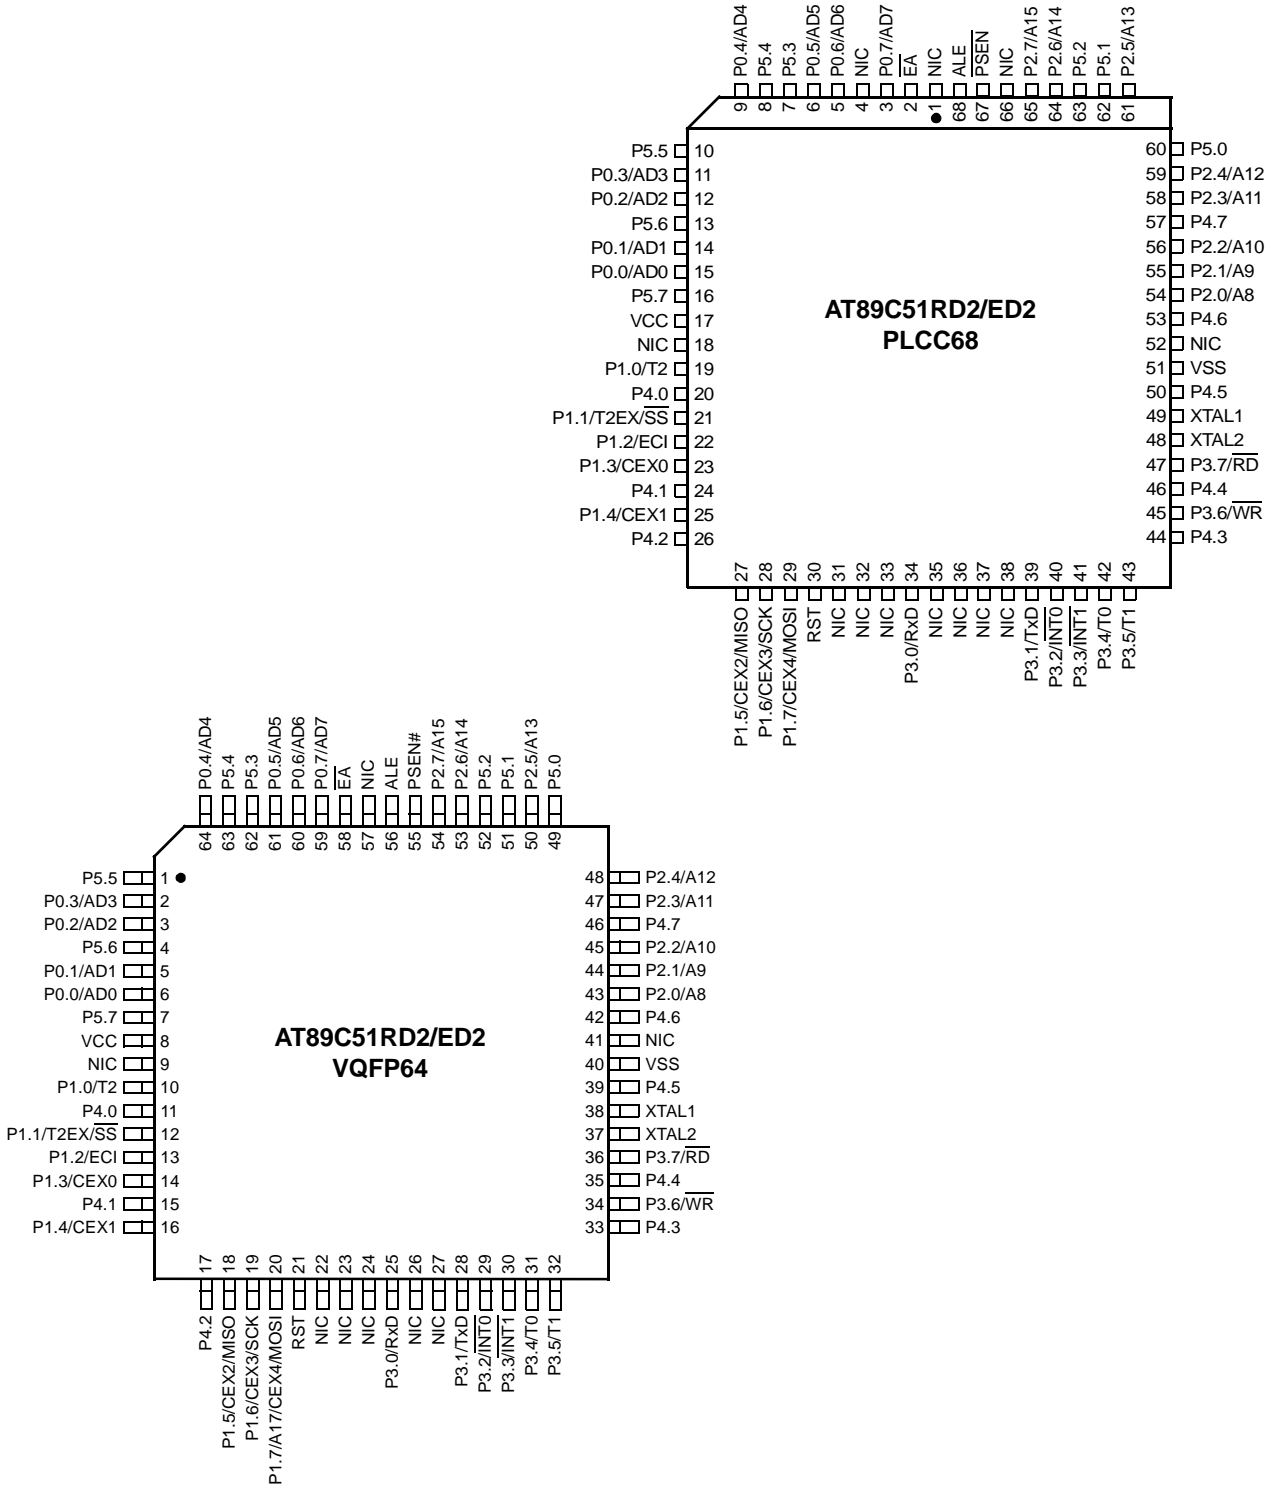 P0.4/AD4
P5.4
P5.3
P0.5/AD5
P0.6/AD6
NIC
P0.7/AD7
EA
NIC
ALE
PSEN
NIC
P2.7/A15
P2.6/A14
P5.2
P5.1
P2.5/A13
9
8
7
6
5
4
3
2
1
68
67
66
65
64
63
62
61
P5.5 10
P0.3/AD3 11
P0.2/AD2 12
P5.6 13
P0.1/AD1 14
P0.0/AD0 15
P5.7 16
VCC 17
NIC 18
P1.0/T2 19
P4.0 20
P1.1/T2EX/SS 21
P1.2/ECI 22
P1.3/CEX0 23
P4.1 24
P1.4/CEX1 25
P4.2 26
AT89C51RD2/ED2
PLCC68
60 P5.0
59 P2.4/A12
58 P2.3/A11
57 P4.7
56 P2.2/A10
55 P2.1/A9
54 P2.0/A8
53 P4.6
52 NIC
51 VSS
50 P4.5
49 XTAL1
48 XTAL2
47 P3.7/RD
46 P4.4
45 P3.6/WR
44 P4.3
27
28
29
30
31
32
33
34
35
36
37
38
39
40
41
42
43
P1.5/CEX2/MISO
P1.6/CEX3/SCK
P1.7/CEX4/MOSI
RST
NIC
NIC
NIC
P3.0/RxD
NIC
NIC
NIC
NIC
P3.1/TxD
P3.2/INT0
P3.3/INT1
P3.4/T0
P3.5/T1
P0.4/AD4
P5.4
P5.3
P0.5/AD5
P0.6/AD6
P0.7/AD7
EA
NIC
ALE
PSEN#
P2.7/A15
P2.6/A14
P5.2
P5.1
P2.5/A13
P5.0
64
63
62
61
60
59
58
57
56
55
54
53
52
51
50
49
P5.5 1
P0.3/AD3 2
P0.2/AD2 3
P5.6 4
P0.1/AD1 5
P0.0/AD0 6
P5.7 7
VCC 8
NIC 9
P1.0/T2 10
P4.0 11
P1.1/T2EX/SS 12
P1.2/ECI 13
P1.3/CEX0 14
P4.1 15
P1.4/CEX1 16
AT89C51RD2/ED2
VQFP64
48 P2.4/A12
47 P2.3/A11
46 P4.7
45 P2.2/A10
44 P2.1/A9
43 P2.0/A8
42 P4.6
41 NIC
40 VSS
39 P4.5
38 XTAL1
37 XTAL2
36 P3.7/RD
35 P4.4
34 P3.6/WR
33 P4.3
17
18
19
20
21
22
23
24
25
26
27
28
29
30
31
32
P4.2
P1.5/CEX2/MISO
P1.6/CEX3/SCK
P1.7/A17/CEX4/MOSI
RST
NIC
NIC
NIC
P3.0/RxD
NIC
NIC
P3.1/TxD
P3.2/INT0
P3.3/INT1
P3.4/T0
P3.5/T1